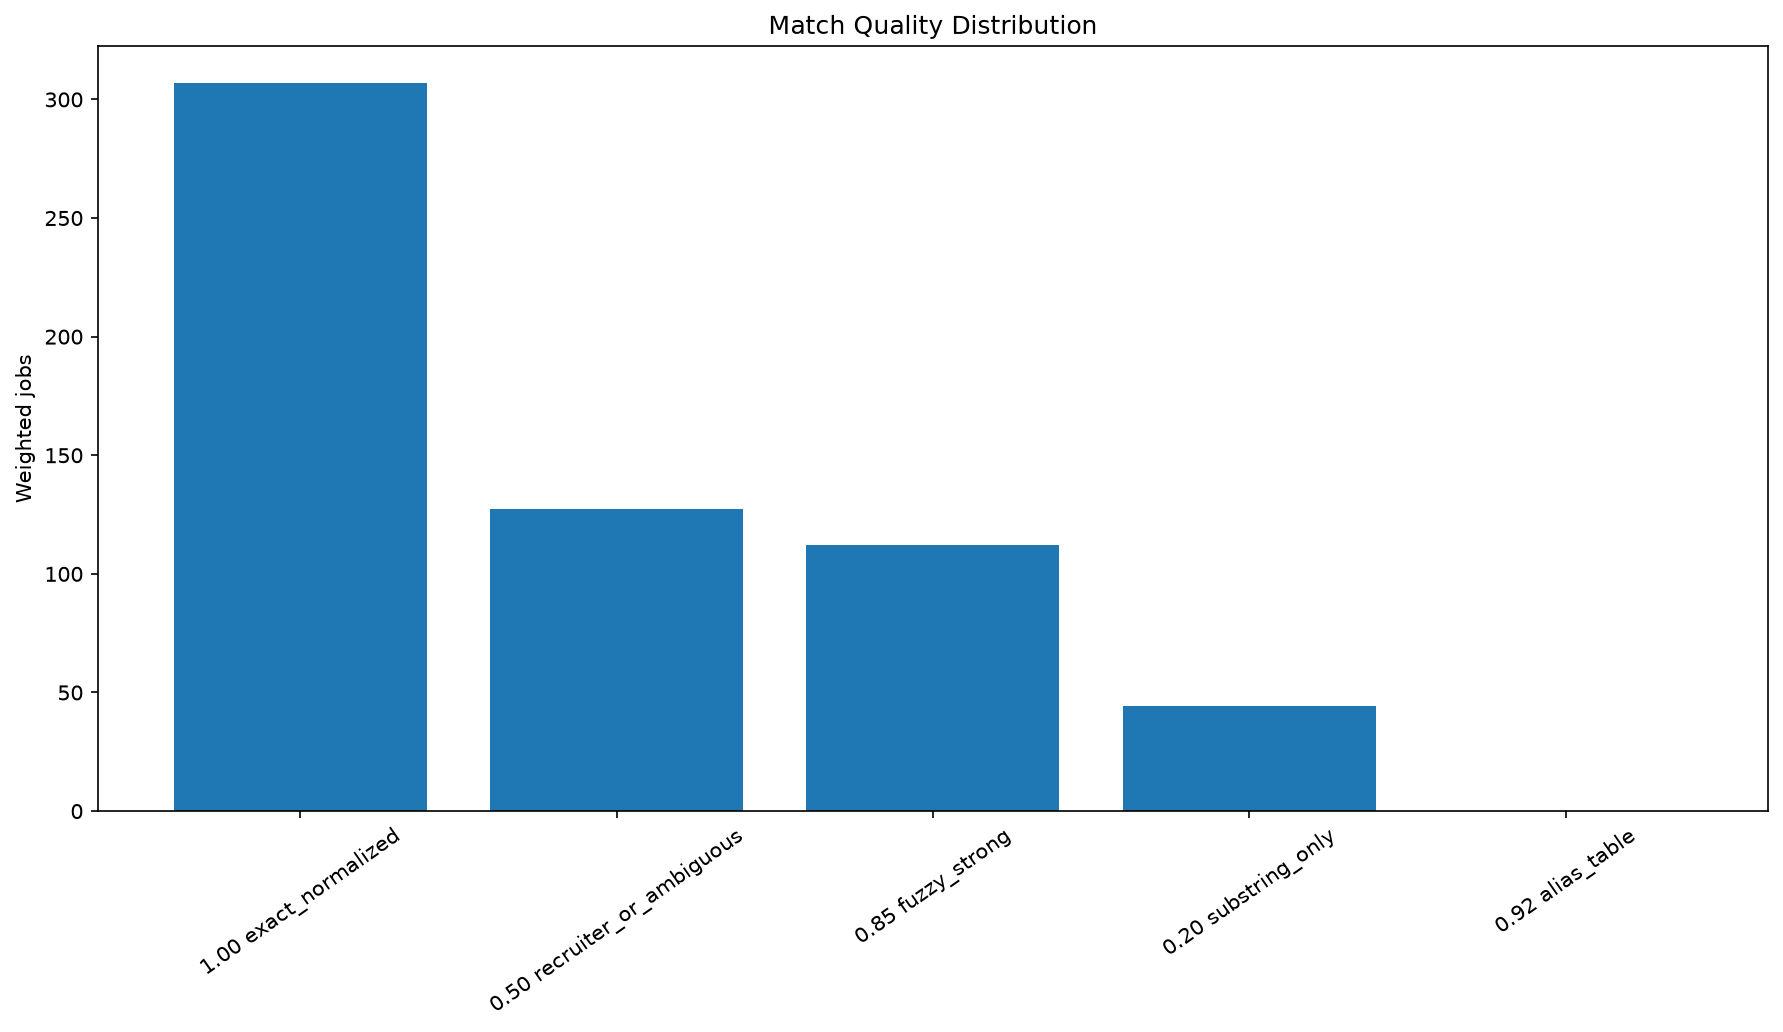 Match Quality Distribution
Weighted jobs
300
250
200
150
100
50
0
1.00 exact_normalized
0.50 recruiter_or_ambiguous
0.85 fuzzy_strong
0.20 substring_only
0.92 alias_table